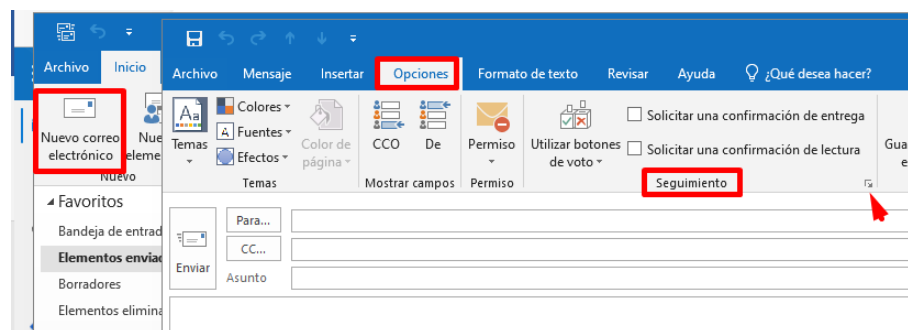 Archivo Inicio
Nuevo correo electrónico
Nue
eleme
Nuevo
Favoritos
Bandeja de entrad
Elementos enviad
Borradores
Elementos elimina
Archivo Mensaje Insertar Opciones Formato de texto Revisar Ayuda ¿Qué desea hacer?
Aa
Temas
Colores
A Fuentes
Efectos
Color de
página
Temas
CCO De
Mostrar campos
Permiso
Permiso
Utilizar botones
de voto
Solicitar una confirmación de entrega
Solicitar una confirmación de lectura
Seguimiento
Gua
e
Enviar
Para...
CC...
Asunto